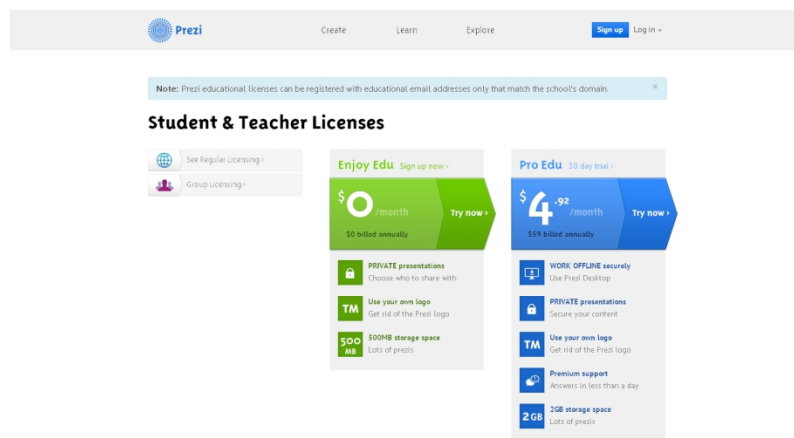 Prezi
Create
Learn
Explore
Sign up
Log in
Note: Prezi educational licenses can be registered with educational email addresses only that match the school's domain.
×
Student & Teacher Licenses
See Regular Licensing ›
Group Licensing ›
Enjoy Edu Sign up now ›
$0/month
Try now ›
$0 billed annually
PRIVATE presentations
Choose who to share with
TM
Use your own logo
Get rid of the Prezi logo
500 MB
500MB storage space
Lots of prezis
Pro Edu 30 day trial ›
$4.92/month
Try now ›
$59 billed annually
WORK OFFLINE securely
Use Prezi Desktop
PRIVATE presentations
Secure your content
TM
Use your own logo
Get rid of the Prezi logo
Premium support
Answers in less than a day
2 GB
2GB storage space
Lots of prezis